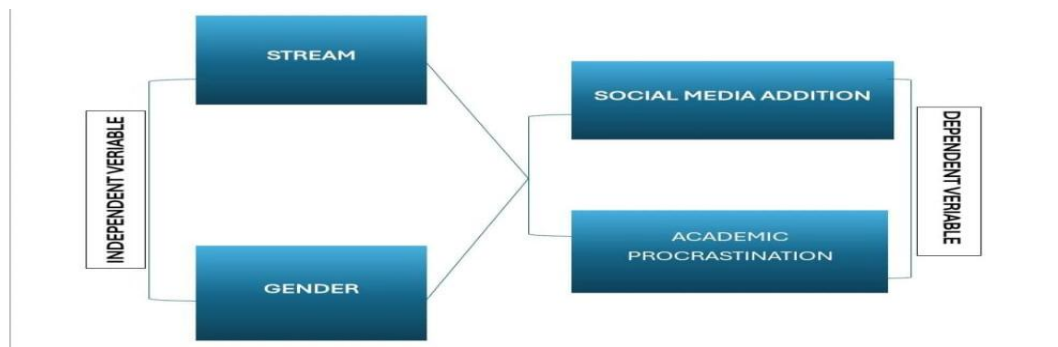 INDEPENDENT VERIABLE
STREAM
GENDER
SOCIAL MEDIA ADDITION
ACADEMIC
PROCRASTINATION
DEPENDENT VERIABLE